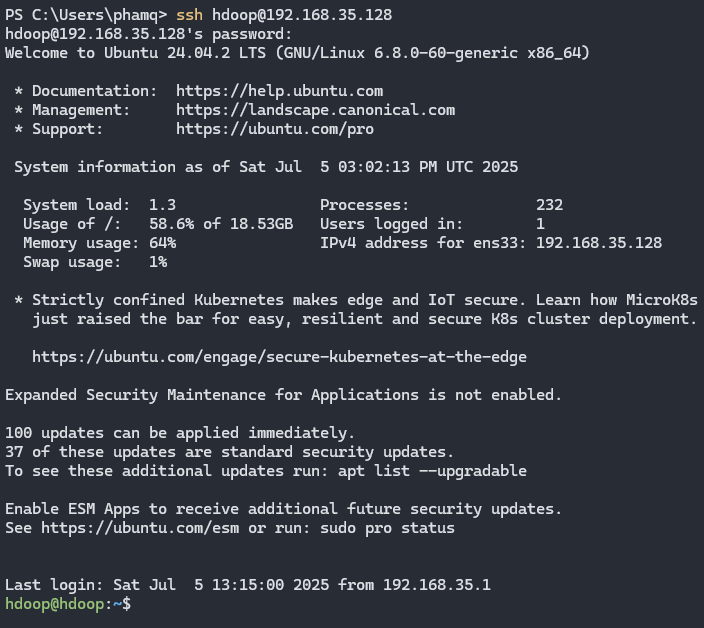 PS C:\Users\phamq> ssh hdoop@192.168.35.128
hdoop@192.168.35.128's password:
Welcome to Ubuntu 24.04.2 LTS (GNU/Linux 6.8.0-60-generic x86_64)

 * Documentation:  https://help.ubuntu.com
 * Management:     https://landscape.canonical.com
 * Support:        https://ubuntu.com/pro

 System information as of Sat Jul  5 03:02:13 PM UTC 2025

  System load:  1.3                Processes:              232
  Usage of /:   58.6% of 18.53GB   Users logged in:        1
  Memory usage: 64%                IPv4 address for ens33: 192.168.35.128
  Swap usage:   1%

 * Strictly confined Kubernetes makes edge and IoT secure. Learn how MicroK8s
   just raised the bar for easy, resilient and secure K8s cluster deployment.

   https://ubuntu.com/engage/secure-kubernetes-at-the-edge

Expanded Security Maintenance for Applications is not enabled.

100 updates can be applied immediately.
37 of these updates are standard security updates.
To see these additional updates run: apt list --upgradable

Enable ESM Apps to receive additional future security updates.
See https://ubuntu.com/esm or run: sudo pro status


Last login: Sat Jul  5 13:15:00 2025 from 192.168.35.1
hdoop@hdoop:~$